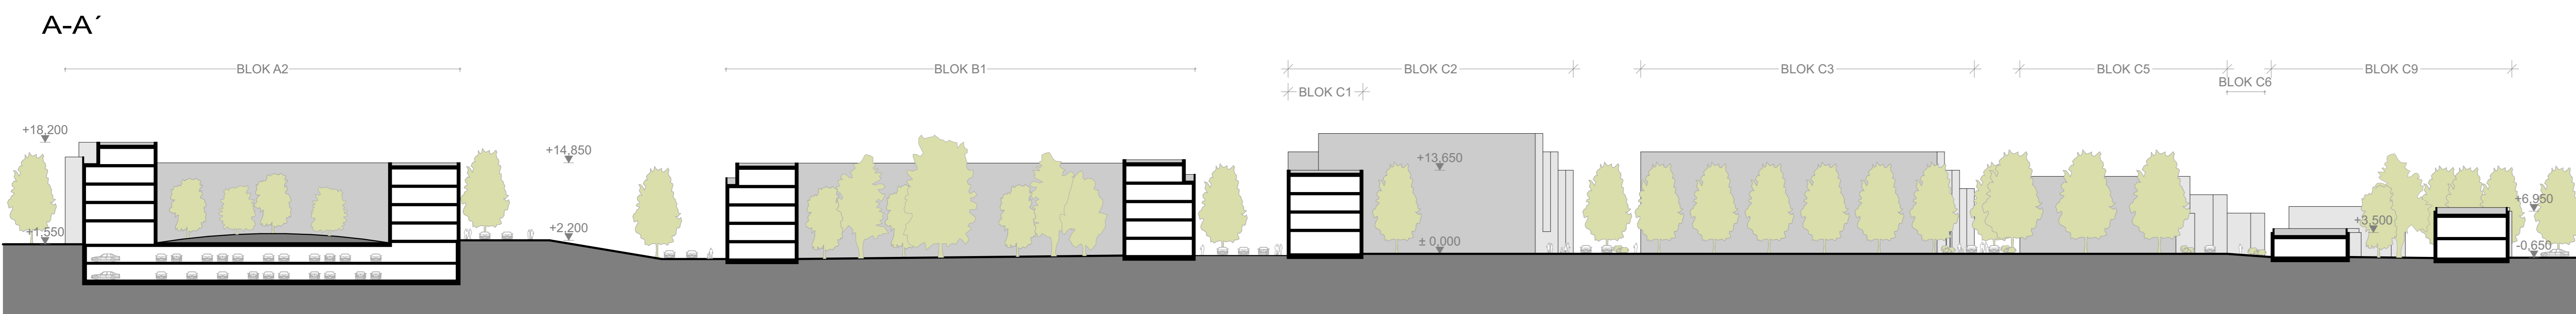 A-A´
BLOK A2
BLOK B1
BLOK C2
BLOK C3
BLOK C5
BLOK C9
BLOK C6
BLOK C1
+18,200
+14,850
+13,650
+6,950
+3,500
+1,550
+2,200
± 0,000
-0,650